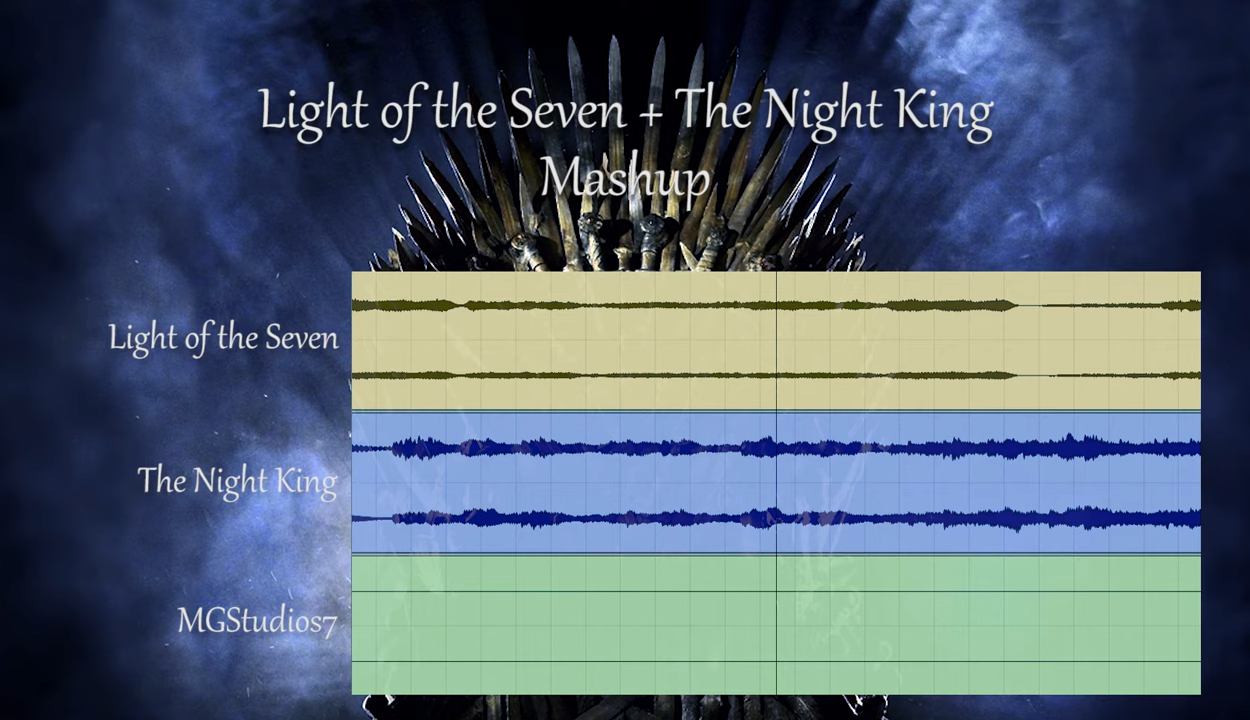 Light of the Seven + The Night King
Mashup
Light of the Seven
The Night King
MGStudios7